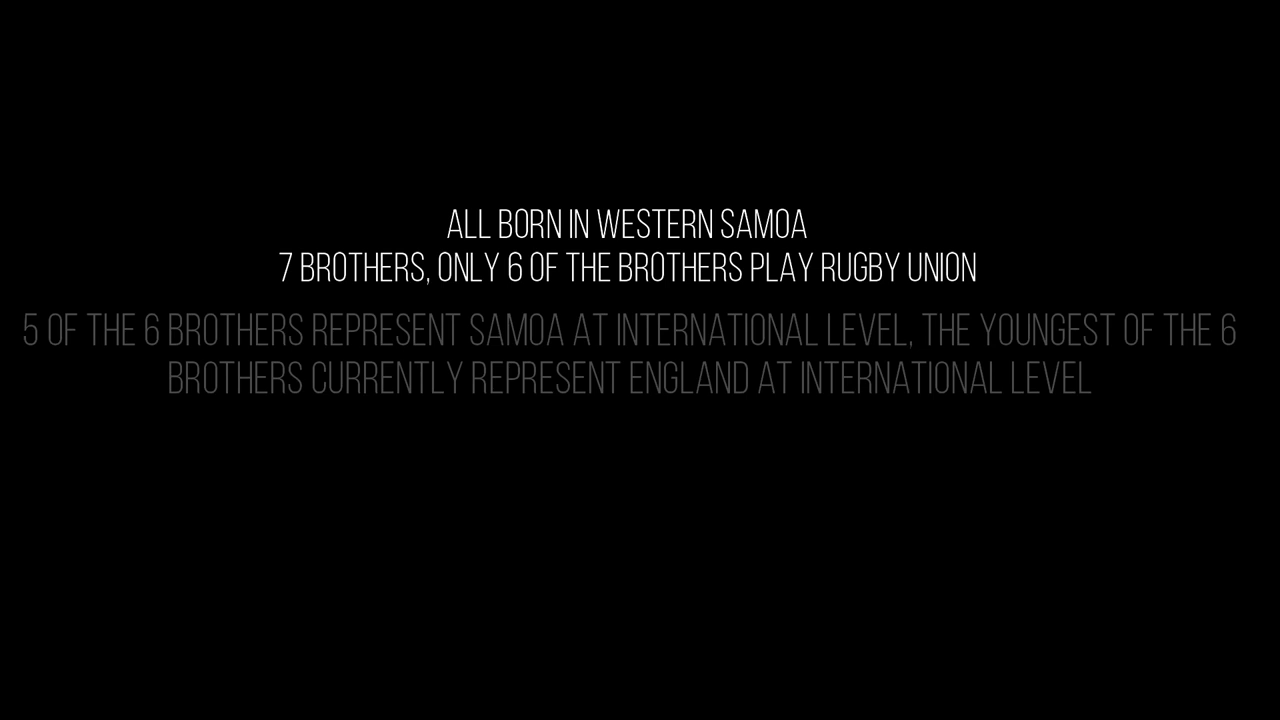 ALL BORN IN WESTERN SAMOA
7 BROTHERS, ONLY 6 OF THE BROTHERS PLAY RUGBY UNION
5 OF THE 6 BROTHERS REPRESENT SAMOA AT INTERNATIONAL LEVEL, THE YOUNGEST OF THE 6
BROTHERS CURRENTLY REPRESENT ENGLAND AT INTERNATIONAL LEVEL